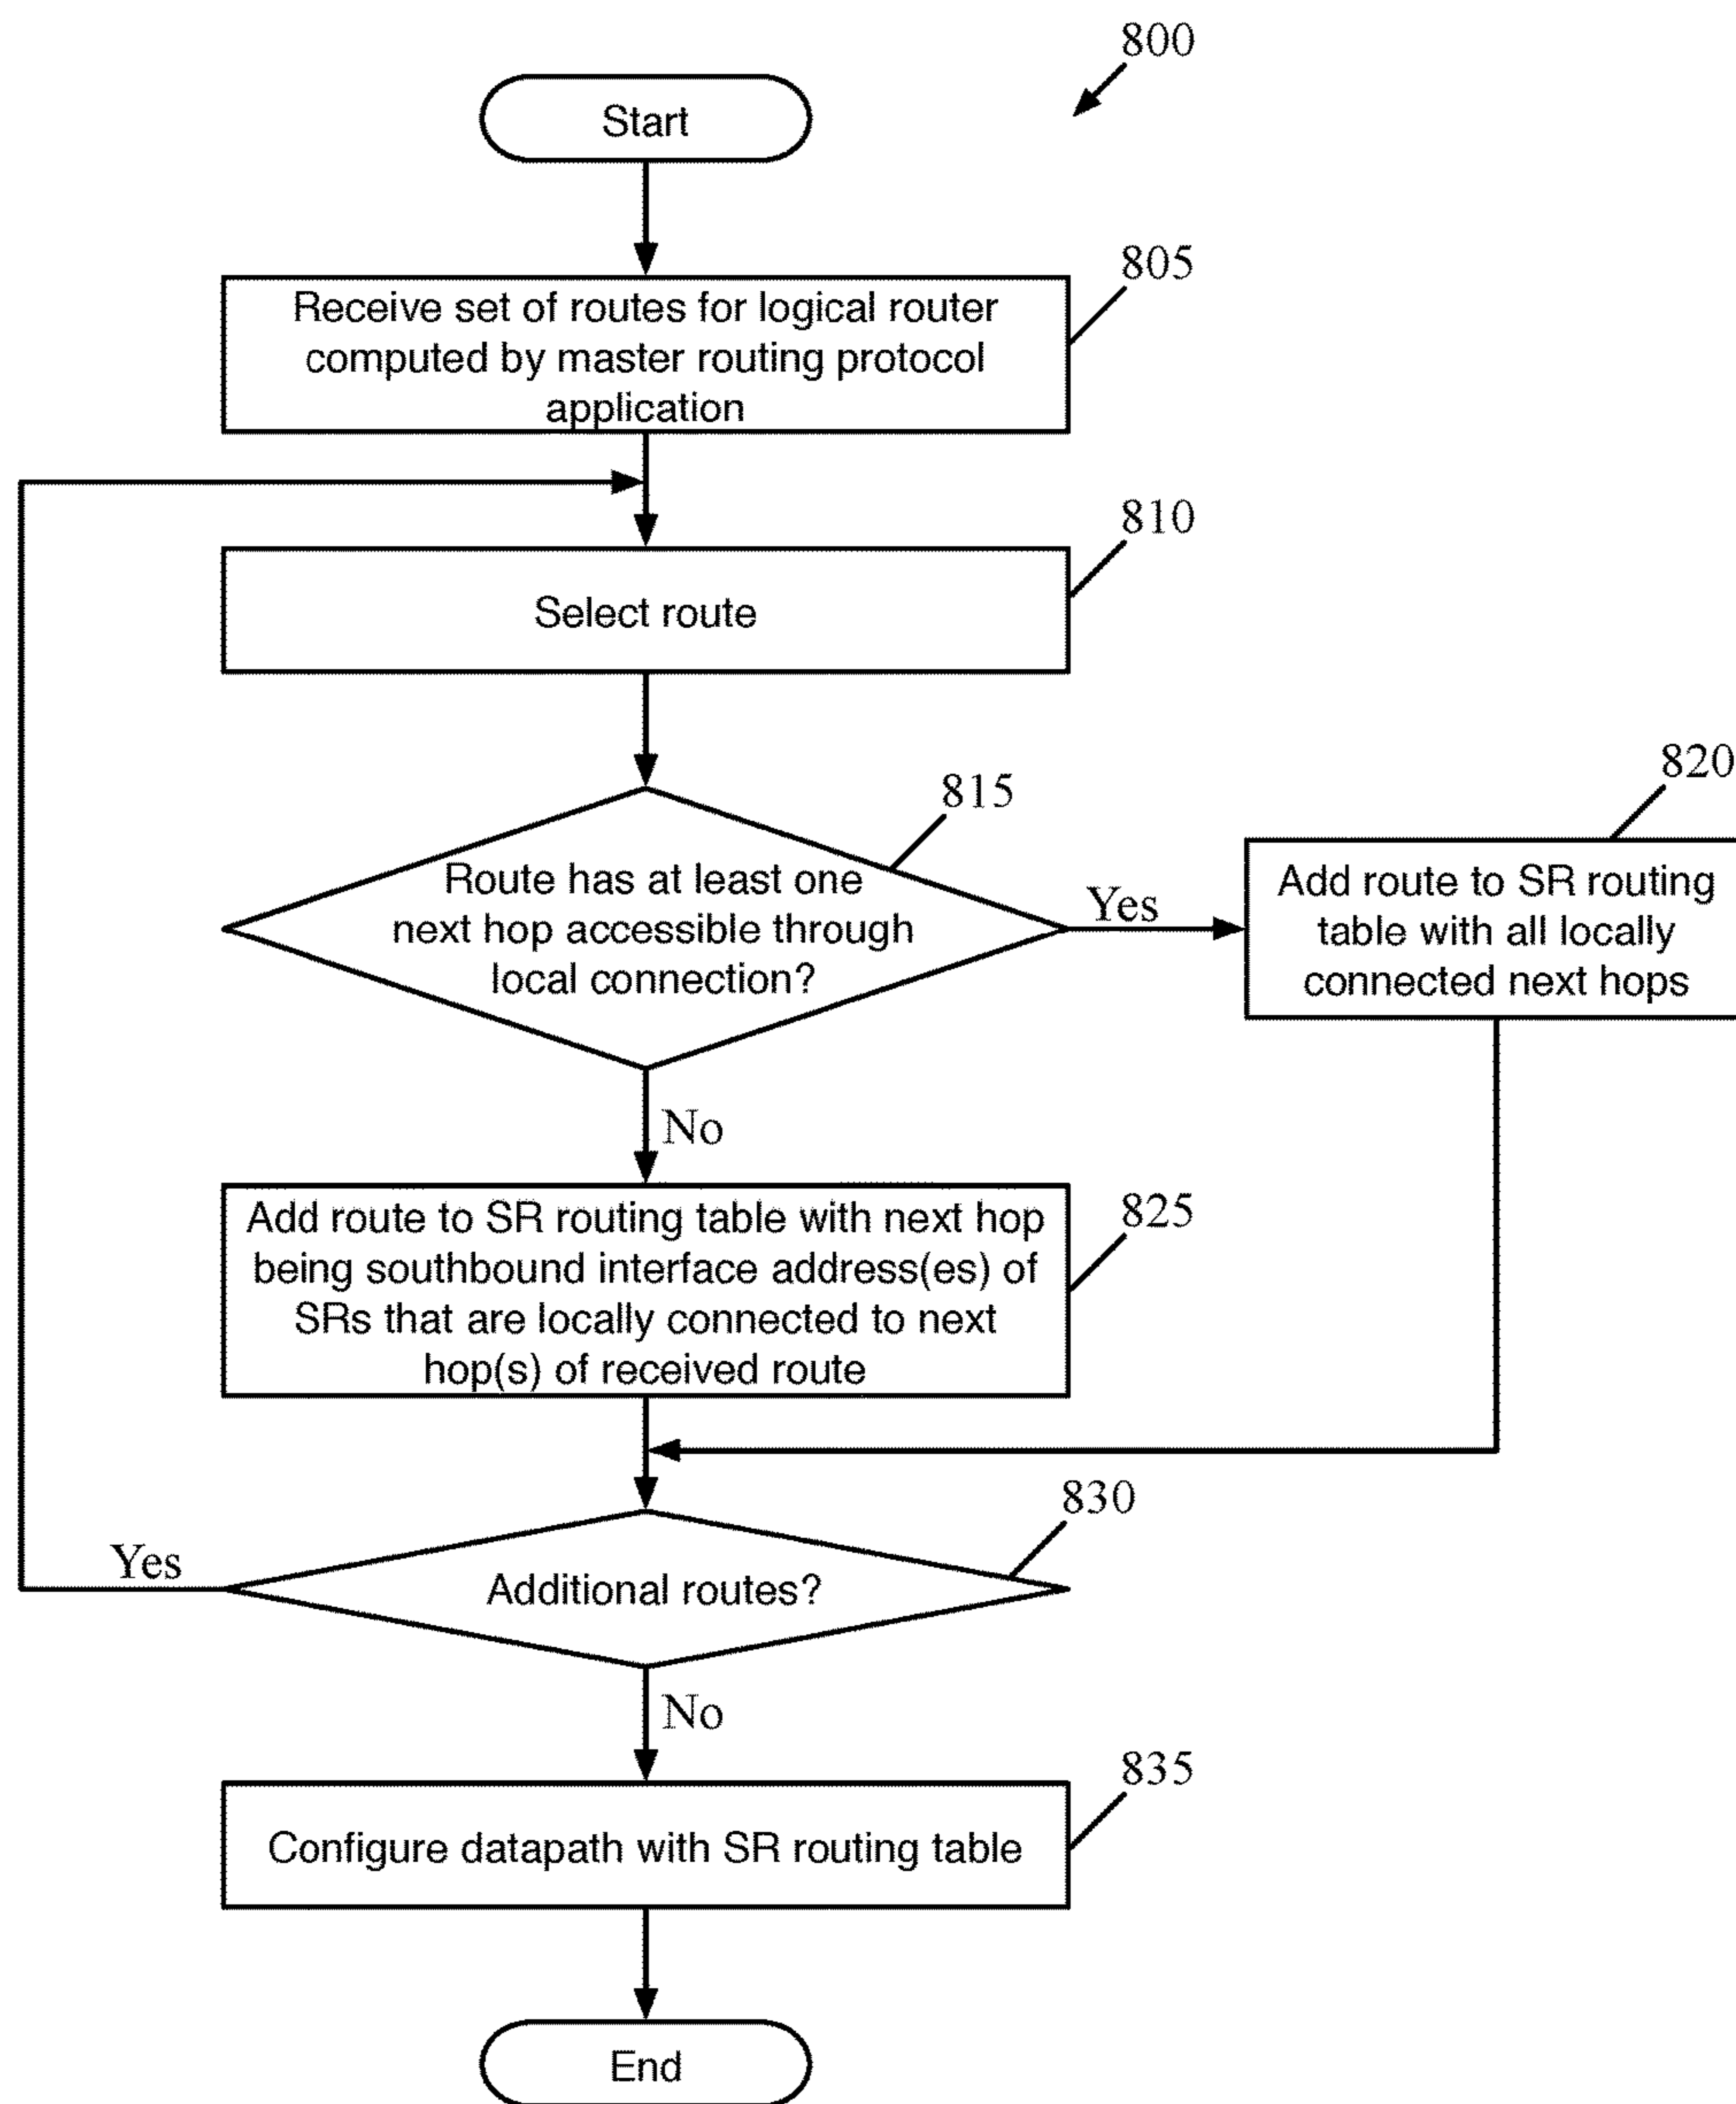 800
Start
805
Receive set of routes for logical router
computed by master routing protocol
application
810
Select route
815
Route has at least one
next hop accessible through
local connection?
Yes
820
Add route to SR routing
table with all locally
connected next hops
No
825
Add route to SR routing table with next hop
being southbound interface address(es) of
SRs that are locally connected to next
hop(s) of received route
830
Yes
Additional routes?
No
835
Configure datapath with SR routing table
End